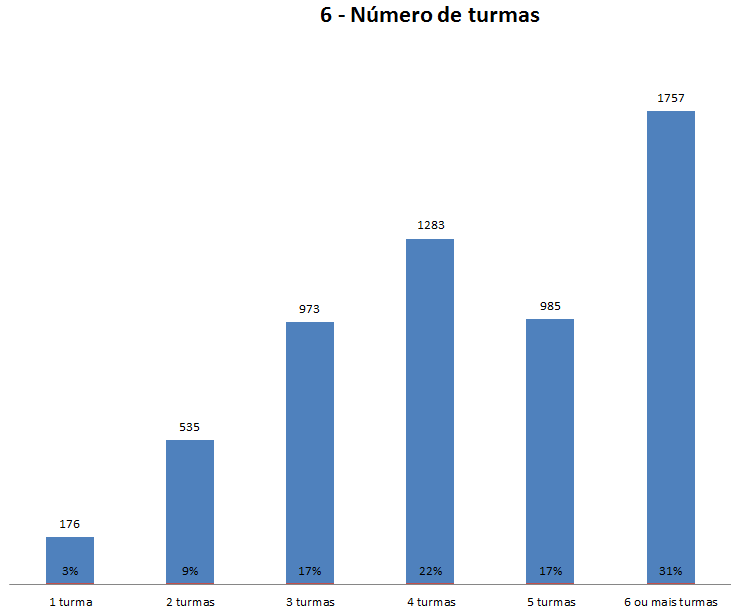 6 - Número de turmas
1757
1283
985
973
535
176
3%
9%
17%
22%
17%
31%
1 turma
2 turmas
3 turmas
4 turmas
5 turmas
6 ou mais turmas